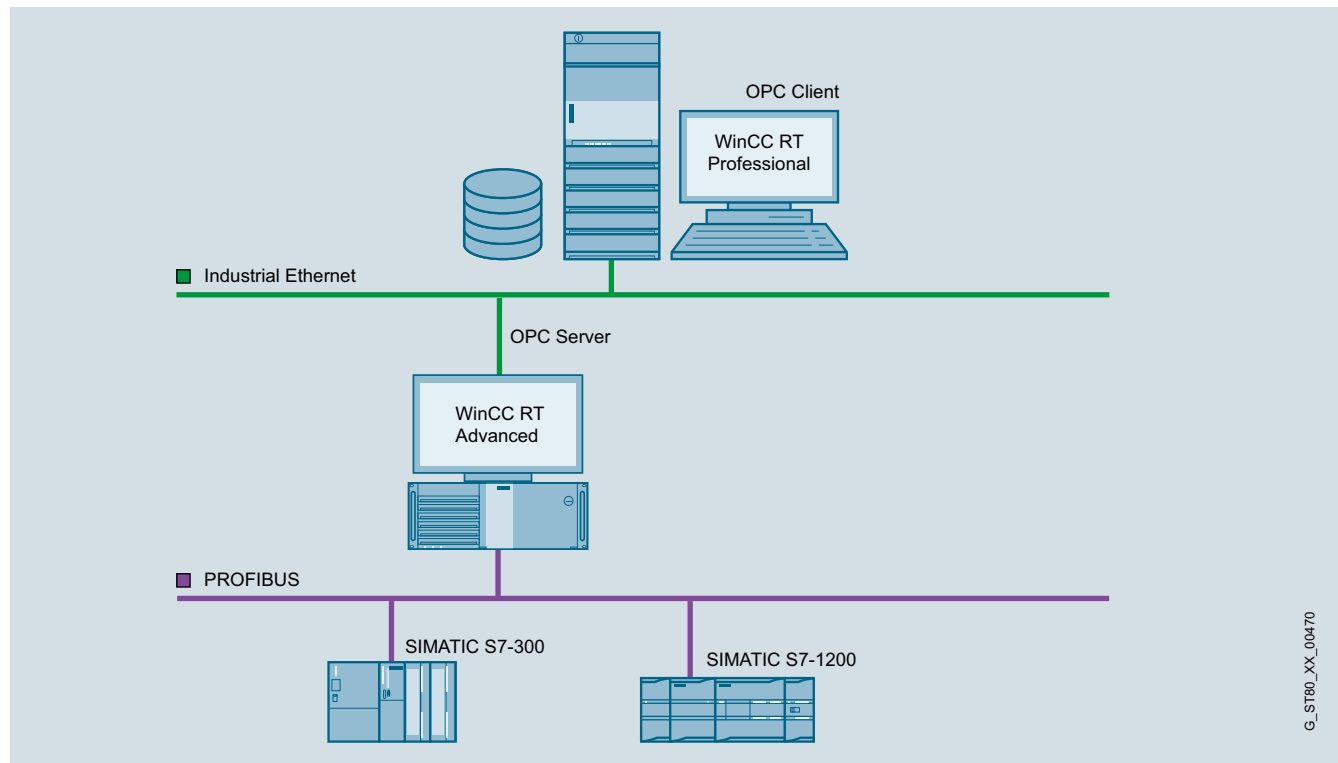 OPC Client
WinCC RT
Professional
Industrial Ethernet
OPC Server
WinCC RT
Advanced
PROFIBUS
SIMATIC S7-300
SIMATIC S7-1200
G_ST80_XX_00470